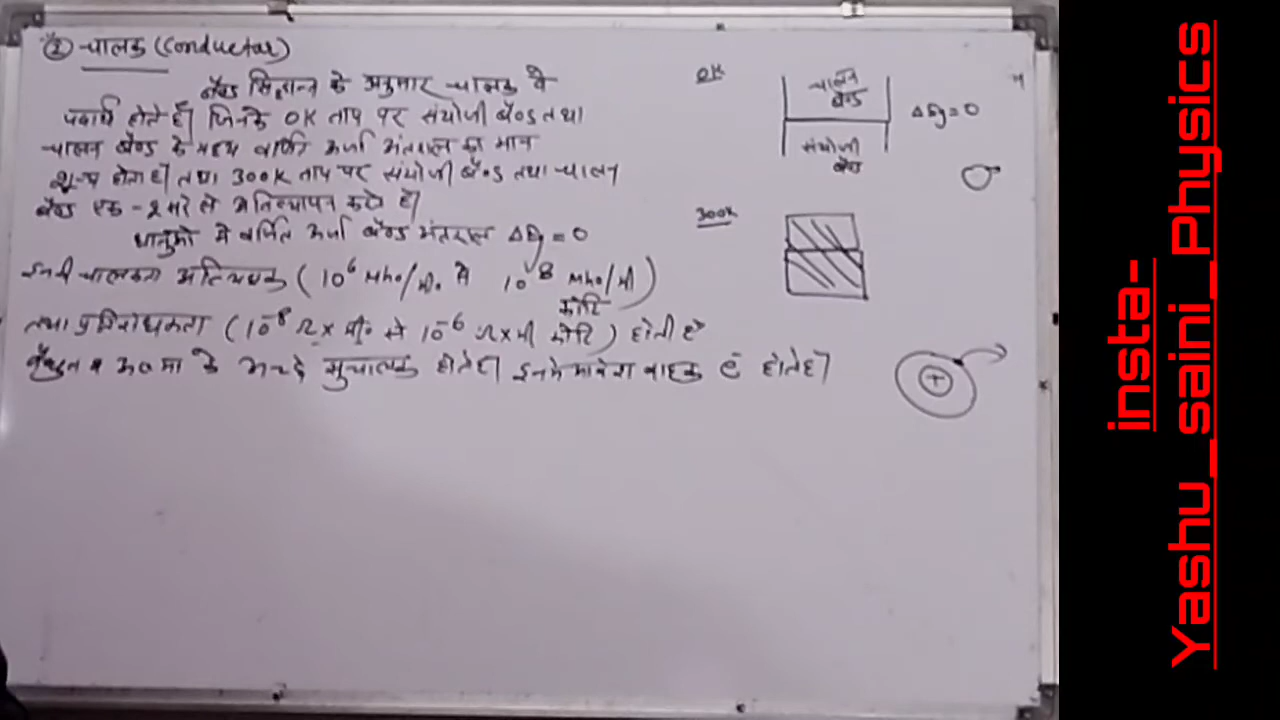 ② चालक (Conductor)
बैण्ड सिद्धान्त के अनुसार चालक वे
पदार्थ होते हैं। जिनके 0K ताप पर संयोजी बैण्ड तथा
चालन बैण्ड के मध्य वर्जित ऊर्जा अंतराल का मान
शून्य होता है। तथा 300K ताप पर संयोजी बैण्ड तथा चालन
बैण्ड एक-दूसरे से अतिव्यापन करते हैं।
धातुओं में वर्जित ऊर्जा बैण्ड अंतराल ΔEg = 0
इनकी चालकता अत्यधिक (10⁶ Mho/मी. से 10⁸ Mho/मी
कोटि)
तथा प्रतिरोधकता (10⁻⁸ Ω × मी० से 10⁻⁶ Ω × मी कोटि) होती है
वैद्युत व ऊष्मा के अच्छे सुचालक होते है। इनमें आवेश वाहक e⁻ होते है।
0K
चालन
बैण्ड
ΔEg = 0
संयोजी
बैण्ड
300K
+
insta-
Yashu_saini_Physics